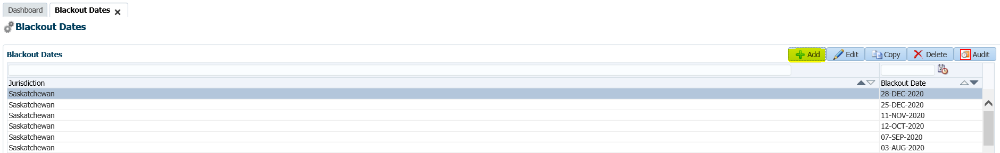 Dashboard Blackout Dates
Blackout Dates
Blackout Dates Add Edit Copy Delete Audit
Jurisdiction Blackout Date
Saskatchewan 28-DEC-2020
Saskatchewan 25-DEC-2020
Saskatchewan 11-NOV-2020
Saskatchewan 12-OCT-2020
Saskatchewan 07-SEP-2020
Saskatchewan 03-AUG-2020